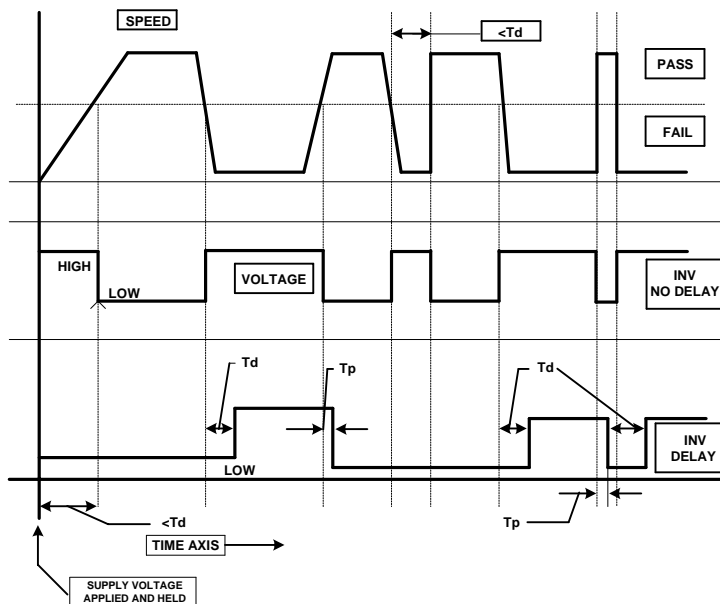 SPEED
<Td
PASS
FAIL
HIGH
LOW
VOLTAGE
INV
NO DELAY
Td
Tp
Td
LOW
INV
DELAY
<Td
Tp
TIME AXIS
SUPPLY VOLTAGE
APPLIED AND HELD